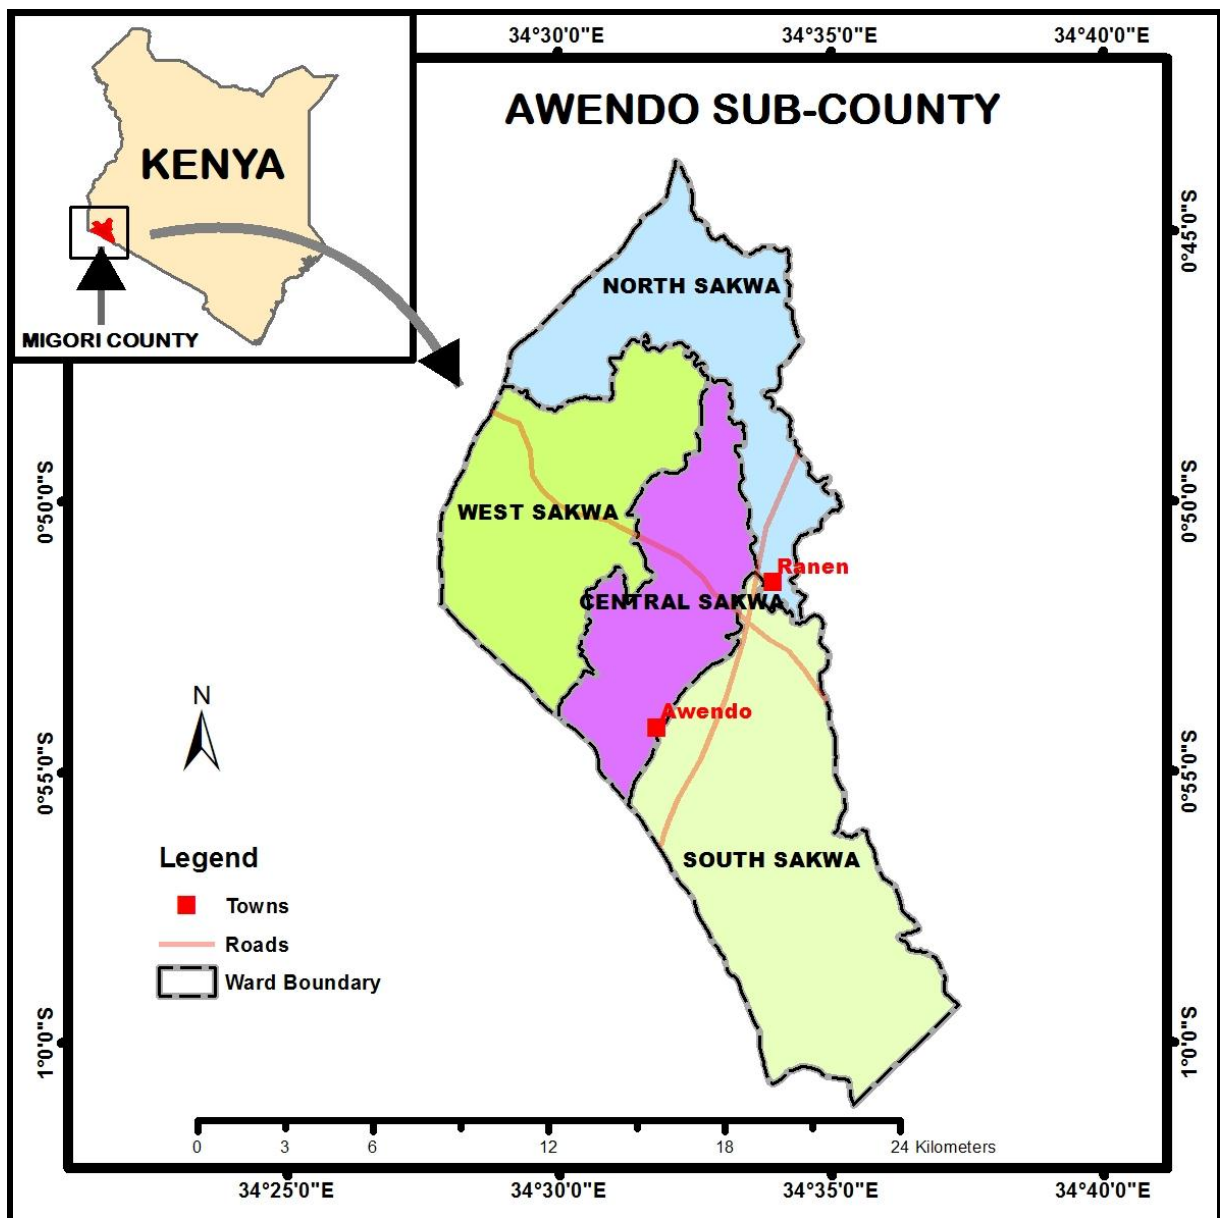 34°30'0"E
34°35'0"E
34°40'0"E
AWENDO SUB-COUNTY
KENYA
MIGORI COUNTY
0°45'0"S
NORTH SAKWA
0°50'0"S
0°50'0"S
WEST SAKWA
Ranen
CENTRAL SAKWA
N
Awendo
0°55'0"S
0°55'0"S
SOUTH SAKWA
Legend
Towns
Roads
Ward Boundary
1°0'0"S
1°0'0"S
0 3 6 12 18 24 Kilometers
34°25'0"E
34°30'0"E
34°35'0"E
34°40'0"E